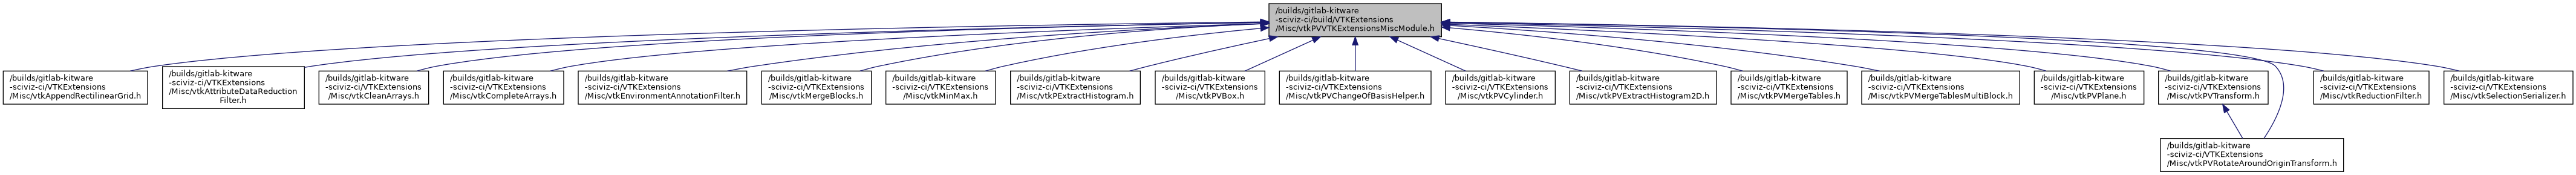 /builds/gitlab-kitware
-sciviz-ci/build/VTKExtensions
/Misc/vtkPVVTKExtensionsMiscModule.h
/builds/gitlab-kitware
-sciviz-ci/VTKExtensions
/Misc/vtkAppendRectilinearGrid.h
/builds/gitlab-kitware
-sciviz-ci/VTKExtensions
/Misc/vtkAttributeDataReduction
Filter.h
/builds/gitlab-kitware
-sciviz-ci/VTKExtensions
/Misc/vtkCleanArrays.h
/builds/gitlab-kitware
-sciviz-ci/VTKExtensions
/Misc/vtkCompleteArrays.h
/builds/gitlab-kitware
-sciviz-ci/VTKExtensions
/Misc/vtkEnvironmentAnnotationFilter.h
/builds/gitlab-kitware
-sciviz-ci/VTKExtensions
/Misc/vtkMergeBlocks.h
/builds/gitlab-kitware
-sciviz-ci/VTKExtensions
/Misc/vtkMinMax.h
/builds/gitlab-kitware
-sciviz-ci/VTKExtensions
/Misc/vtkPExtractHistogram.h
/builds/gitlab-kitware
-sciviz-ci/VTKExtensions
/Misc/vtkPVBox.h
/builds/gitlab-kitware
-sciviz-ci/VTKExtensions
/Misc/vtkPVChangeOfBasisHelper.h
/builds/gitlab-kitware
-sciviz-ci/VTKExtensions
/Misc/vtkPVCylinder.h
/builds/gitlab-kitware
-sciviz-ci/VTKExtensions
/Misc/vtkPVExtractHistogram2D.h
/builds/gitlab-kitware
-sciviz-ci/VTKExtensions
/Misc/vtkPVMergeTables.h
/builds/gitlab-kitware
-sciviz-ci/VTKExtensions
/Misc/vtkPVMergeTablesMultiBlock.h
/builds/gitlab-kitware
-sciviz-ci/VTKExtensions
/Misc/vtkPVPlane.h
/builds/gitlab-kitware
-sciviz-ci/VTKExtensions
/Misc/vtkPVTransform.h
/builds/gitlab-kitware
-sciviz-ci/VTKExtensions
/Misc/vtkReductionFilter.h
/builds/gitlab-kitware
-sciviz-ci/VTKExtensions
/Misc/vtkSelectionSerializer.h
/builds/gitlab-kitware
-sciviz-ci/VTKExtensions
/Misc/vtkPVRotateAroundOriginTransform.h